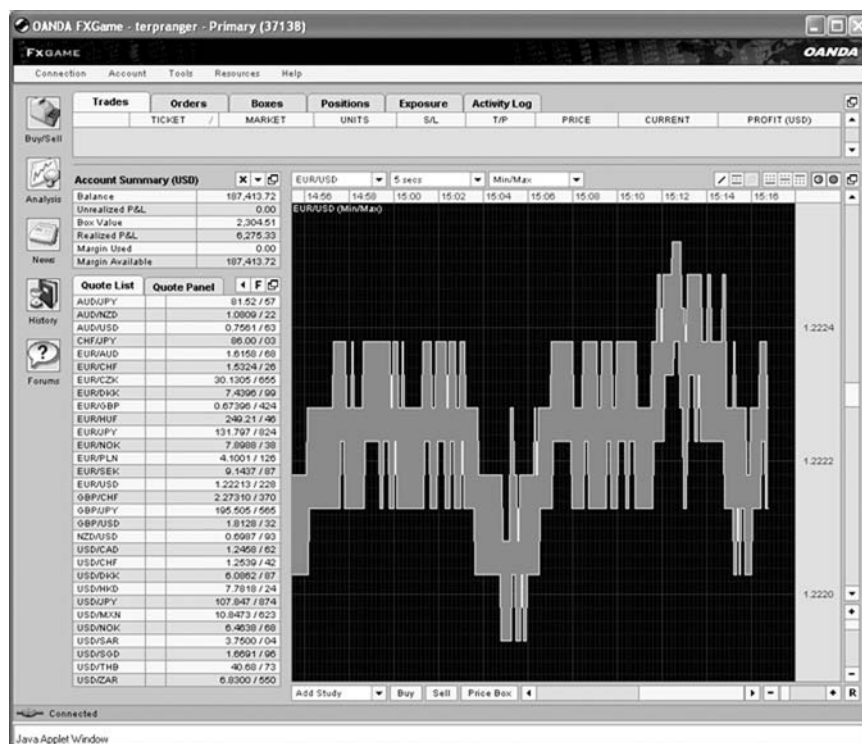 OANDA FXGame - terpranger - Primary (37138)
FXGAME
OANDA
Connection Account Tools Resources Help
Buy/Sell
Analysis
News
History
Forums
Trades Orders Boxes Positions Exposure Activity Log
TICKET / MARKET UNITS S/L T/P PRICE CURRENT PROFIT (USD)
Account Summary (USD)
Balance 187,413.72
Unrealized P&L 0.00
Box Value 2,304.51
Realized P&L 6,275.33
Margin Used 0.00
Margin Available 187,413.72
Quote List Quote Panel F
AUD/JPY 81.52 / 57
AUD/NZD 1.0809 / 22
AUD/USD 0.7561 / 63
CHF/JPY 86.00 / 03
EUR/AUD 1.6158 / 68
EUR/CHF 1.5324 / 26
EUR/CZK 30.1305 / 655
EUR/DKK 7.4396 / 99
EUR/GBP 0.67396 / 424
EUR/HUF 249.21 / 46
EUR/JPY 131.797 / 824
EUR/NOK 7.8988 / 38
EUR/PLN 4.1001 / 126
EUR/SEK 9.1437 / 87
EUR/USD 1.22213 / 228
GBP/CHF 2.27310 / 370
GBP/JPY 195.505 / 565
GBP/USD 1.8128 / 32
NZD/USD 0.6987 / 93
USD/CAD 1.2458 / 62
USD/CHF 1.2539 / 42
USD/DKK 6.0862 / 87
USD/HKD 7.7818 / 24
USD/JPY 107.847 / 874
USD/MXN 10.8473 / 623
USD/NOK 6.4638 / 68
USD/SAR 3.7500 / 04
USD/SGD 1.6691 / 96
USD/THB 40.68 / 73
USD/ZAR 6.8300 / 550
EUR/USD 5 secs Min/Max
14:56 14:58 15:00 15:02 15:04 15:06 15:08 15:10 15:12 15:14 15:16
EUR/USD (Min/Max)
1.2224
1.2222
1.2220
Add Study Buy Sell Price Box R
Connected
Java Applet Window